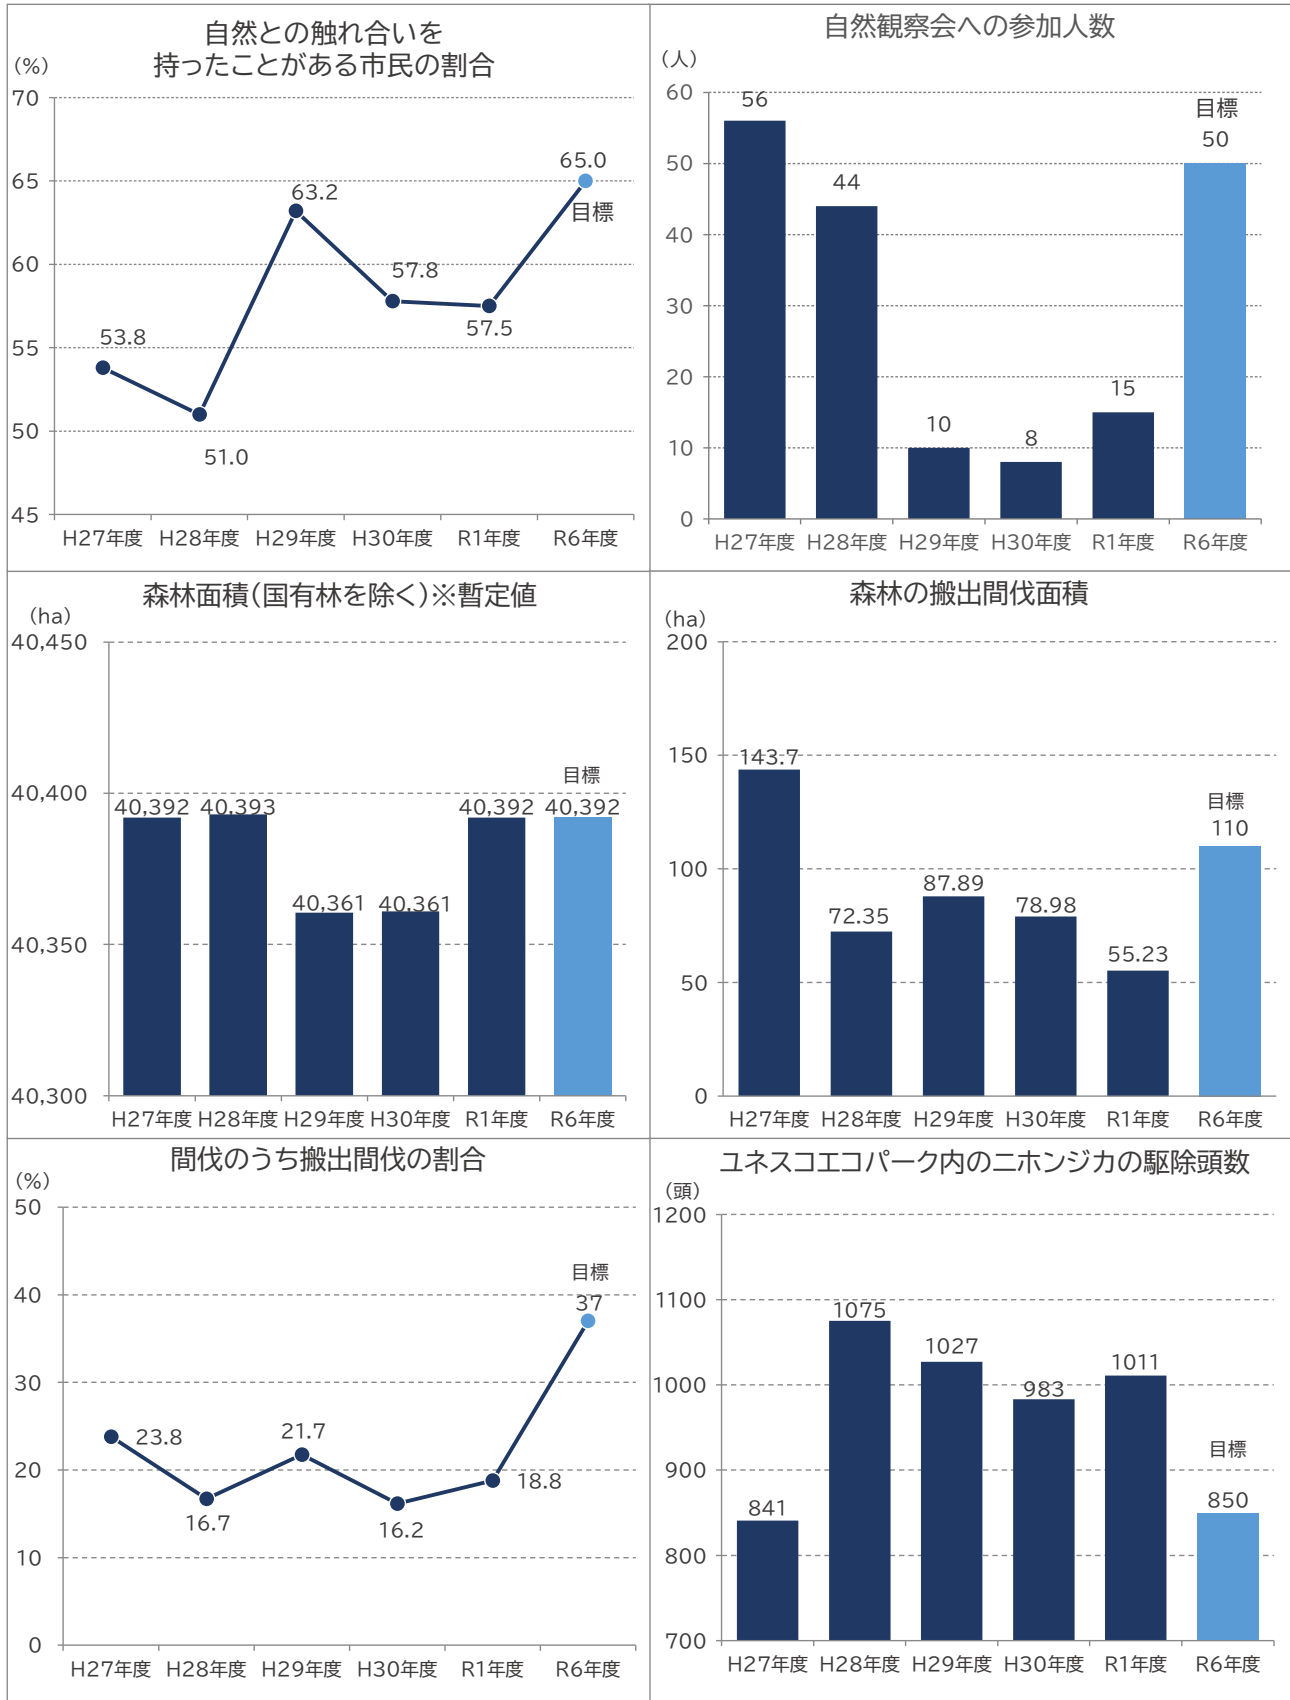 自然との触れ合いを
持ったことがある市民の割合
(%)
70
65
60
55
50
45
53.8
51.0
63.2
57.8
57.5
65.0
目標
H27年度 H28年度 H29年度 H30年度 R1年度 R6年度
自然観察会への参加人数
(人)
60
50
40
30
20
10
0
56
44
10
8
15
目標
50
H27年度 H28年度 H29年度 H30年度 R1年度 R6年度
森林面積(国有林を除く)※暫定値
(ha)
40,450
40,400
40,350
40,300
40,392 40,393 40,361 40,361 40,392
目標
40,392
H27年度 H28年度 H29年度 H30年度 R1年度 R6年度
森林の搬出間伐面積
(ha)
200
150
100
50
0
143.7
72.35
87.89
78.98
55.23
目標
110
H27年度 H28年度 H29年度 H30年度 R1年度 R6年度
間伐のうち搬出間伐の割合
(%)
50
40
30
20
10
0
23.8
16.7
21.7
16.2
18.8
目標
37
H27年度 H28年度 H29年度 H30年度 R1年度 R6年度
ユネスコエコパーク内のニホンジカの駆除頭数
(頭)
1200
1100
1000
900
800
700
841
1075
1027
983
1011
目標
850
H27年度 H28年度 H29年度 H30年度 R1年度 R6年度